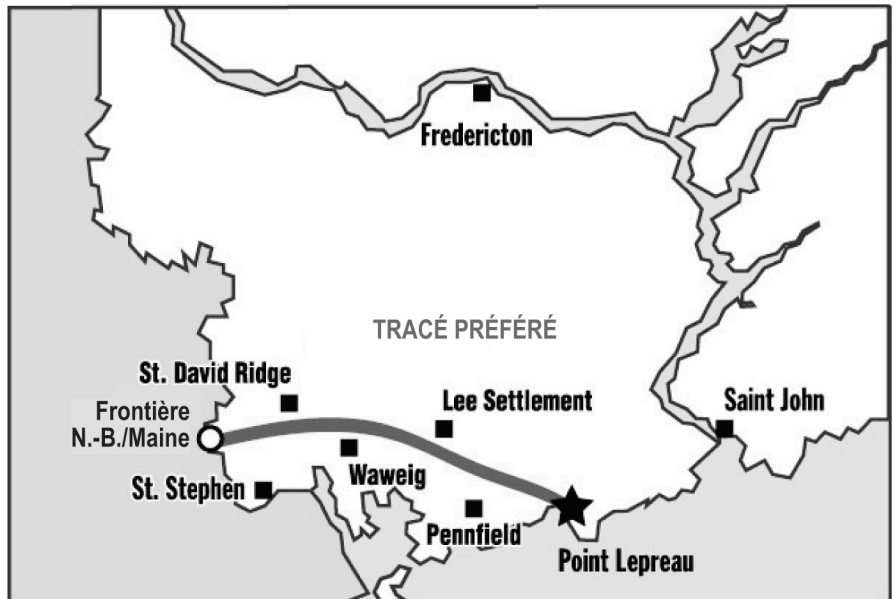 Fredericton
TRACÉ PRÉFÉRÉ
St. David Ridge
Frontière
N.-B./Maine
Lee Settlement
Saint John
Waweig
St. Stephen
Pennfield
Point Lepreau